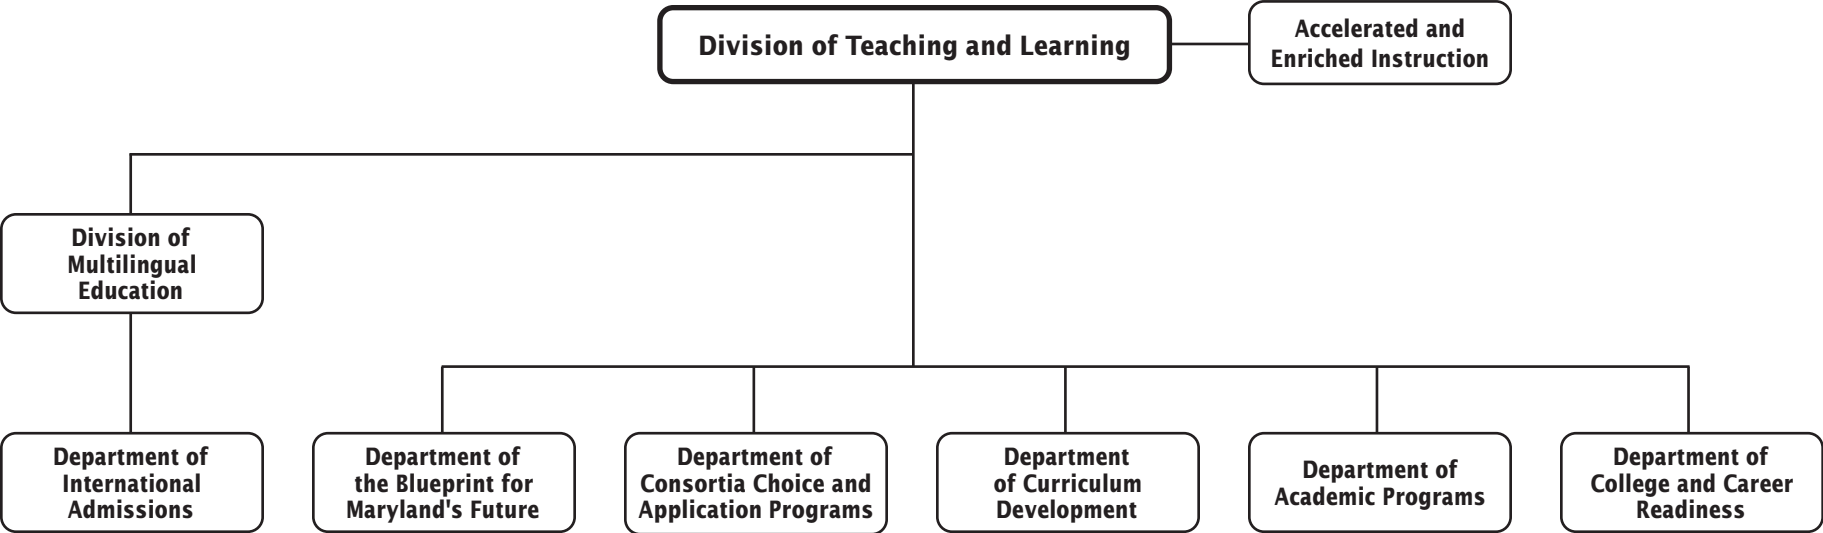 Division of Teaching and Learning
Accelerated and
Enriched Instruction
Division of
Multilingual
Education
Department of
International
Admissions
Department of
the Blueprint for
Maryland's Future
Department of
Consortia Choice and
Application Programs
Department
of Curriculum
Development
Department of
Academic Programs
Department of
College and Career
Readiness